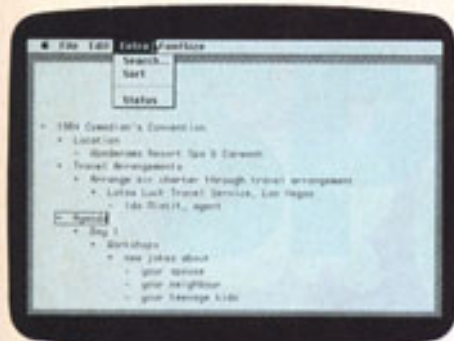 File Edit Extra FontSize
Search...
Sort
Status
1984 Comedian's Convention
Location
- Wonderama Resort Spa & Carwash
Travel Arrangements
Arrange air charter through travel arrangement
Lotsa Luck Travel Service, Las Vegas
- Ida Mislit, agent
Agenda
Day 1
Workshops
new jokes about
- your spouse
- your neighbour
- your teenage kids